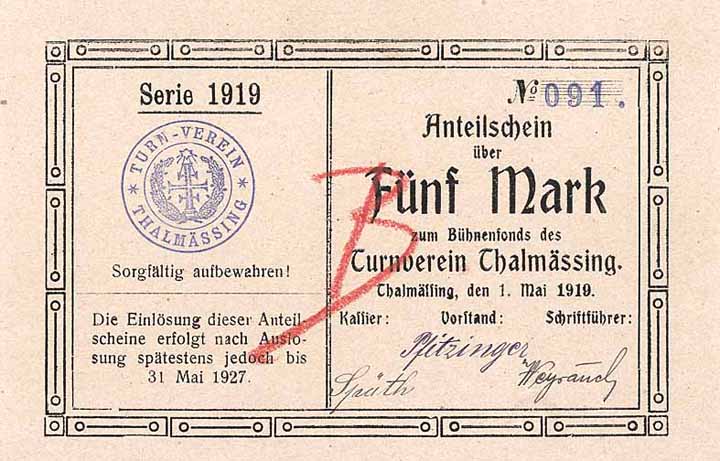 Serie 1919
TURN-VEREIN
* THALMÄSSING *
Sorgfältig aufbewahren!
Die Einlösung dieser Anteil-
scheine erfolgt nach Auslo-
sung spätestens jedoch bis
31 Mai 1927.
№ 091.
Anteilschein
über
Fünf Mark
zum Bühnenfonds des
Turnverein Thalmässing.
Thalmässing, den 1. Mai 1919.
Kassier: Vorstand: Schriftführer:
Pfitzinger
Späth Weyrauch